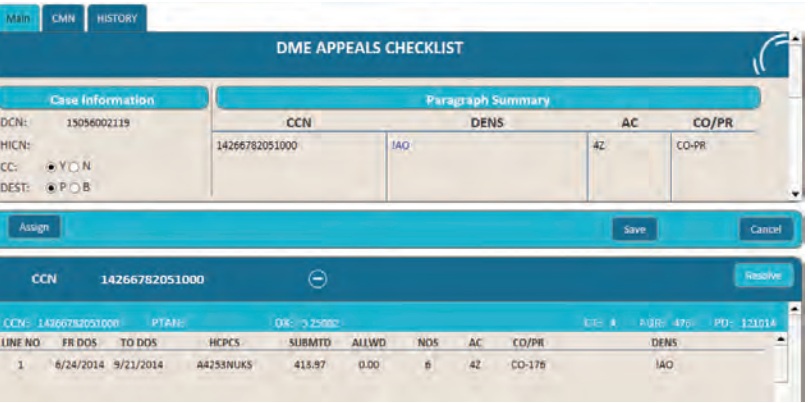 Main CMN HISTORY
DME APPEALS CHECKLIST
Case Information Paragraph Summary
DCN: 15056002119 CCN DENS AC CO/PR
HICN: 14266782051000 IAO 4Z CO-PR
CC: Y N
DEST: P B
Assign Save Cancel
CCN 14266782051000 Resolve
CCN: 14266782051000 PTAN: DX: 25002 PD: 121014
LINE NO FR DOS TO DOS HCPCS SUBMTD ALLWD NOS AC CO/PR DENS
1 6/24/2014 9/21/2014 A4253NUKS 418.97 0.00 6 4Z CO-176 IAO